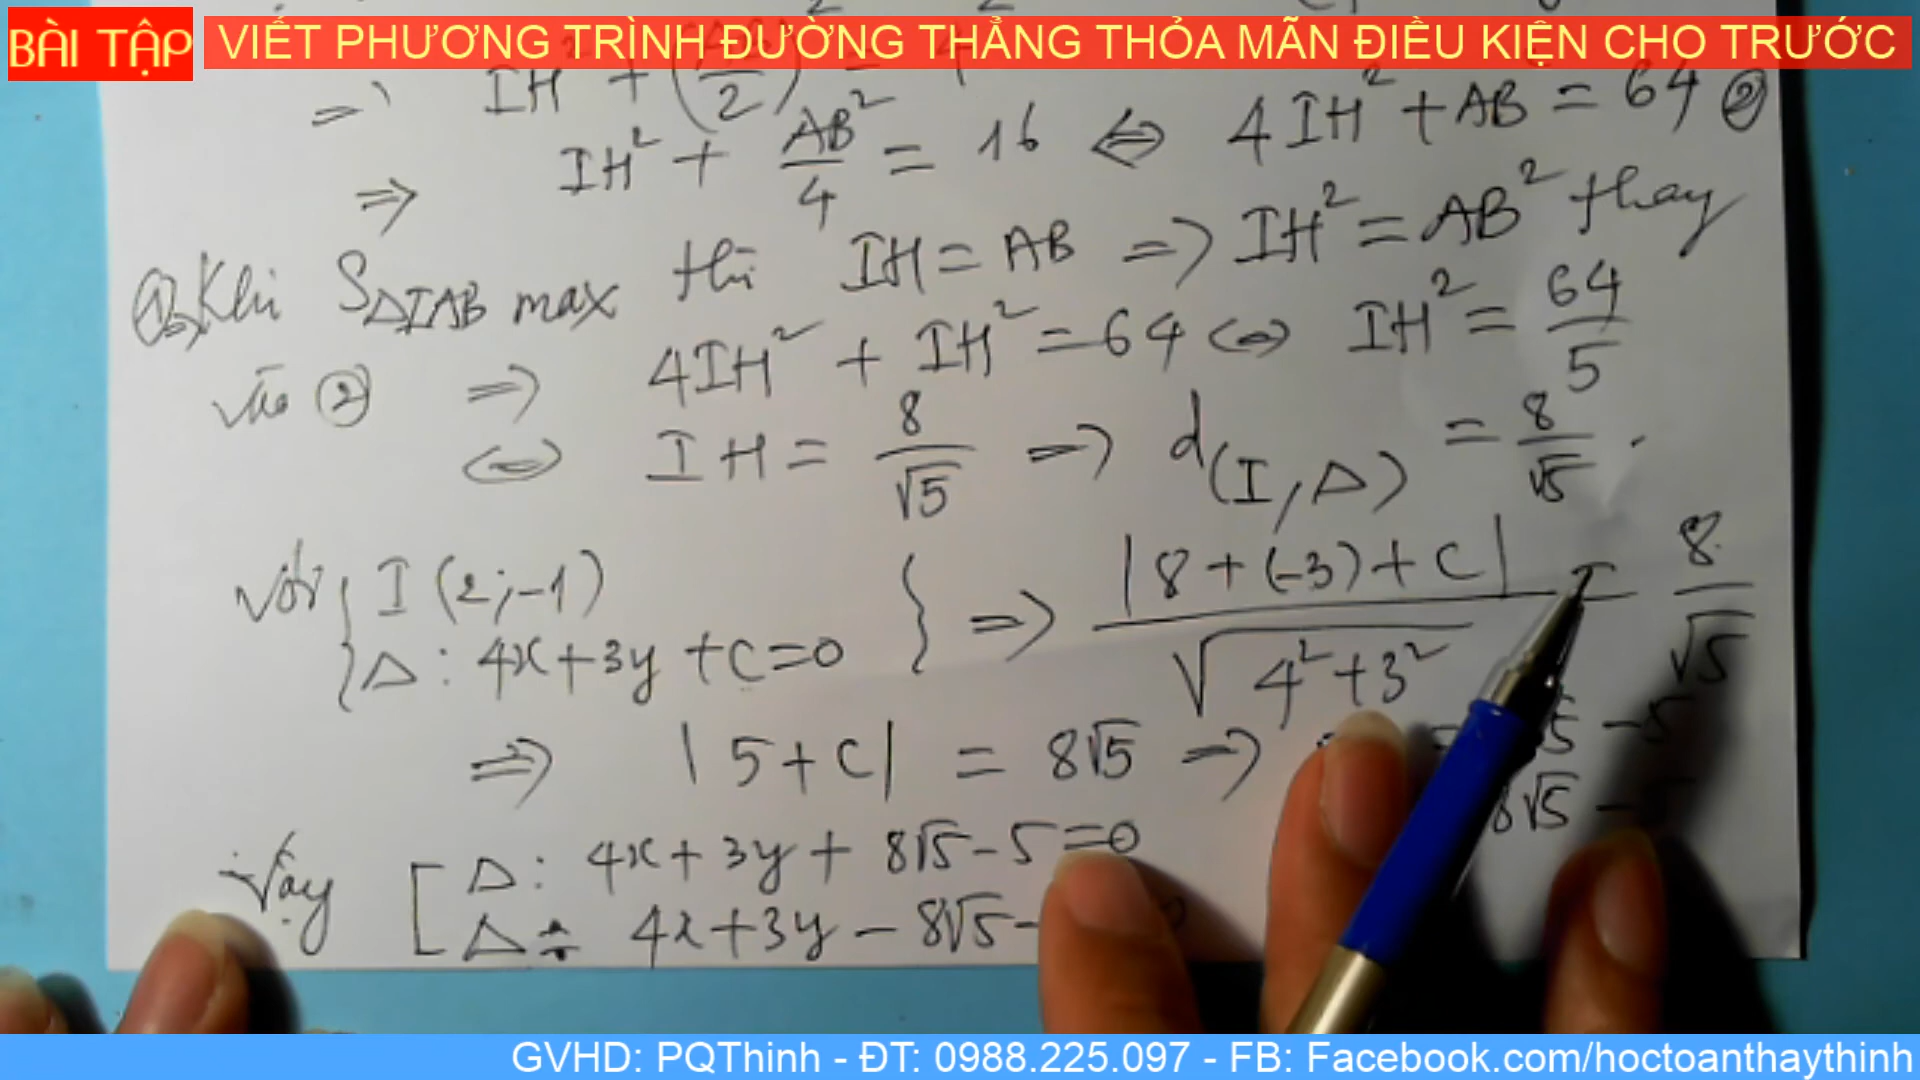 BÀI TẬP VIẾT PHƯƠNG TRÌNH ĐƯỜNG THẲNG THỎA MÃN ĐIỀU KIỆN CHO TRƯỚC
=> IH + (/2)
=> IH² + AB²/4 = 16 ⇔ 4IH² + AB² = 64 ②
Khi S△IAB max thì IH = AB => IH² = AB² thay
vào ② => 4IH² + IH² = 64 ⇔ IH² = 64/5
⇔ IH = 8/√5 => d(I, Δ) = 8/√5 .
Với { I (2;-1)
Δ: 4x+3y+c=0 } => |8+(-3)+c| / √4²+3² = 8/√5
=> |5+c| = 8√5 =>
8√5 -
Vậy [ Δ: 4x+3y+8√5-5=0
Δ: 4x+3y-8√5-
GVHD: PQThinh - ĐT: 0988.225.097 - FB: Facebook.com/hoctoanthaythinh